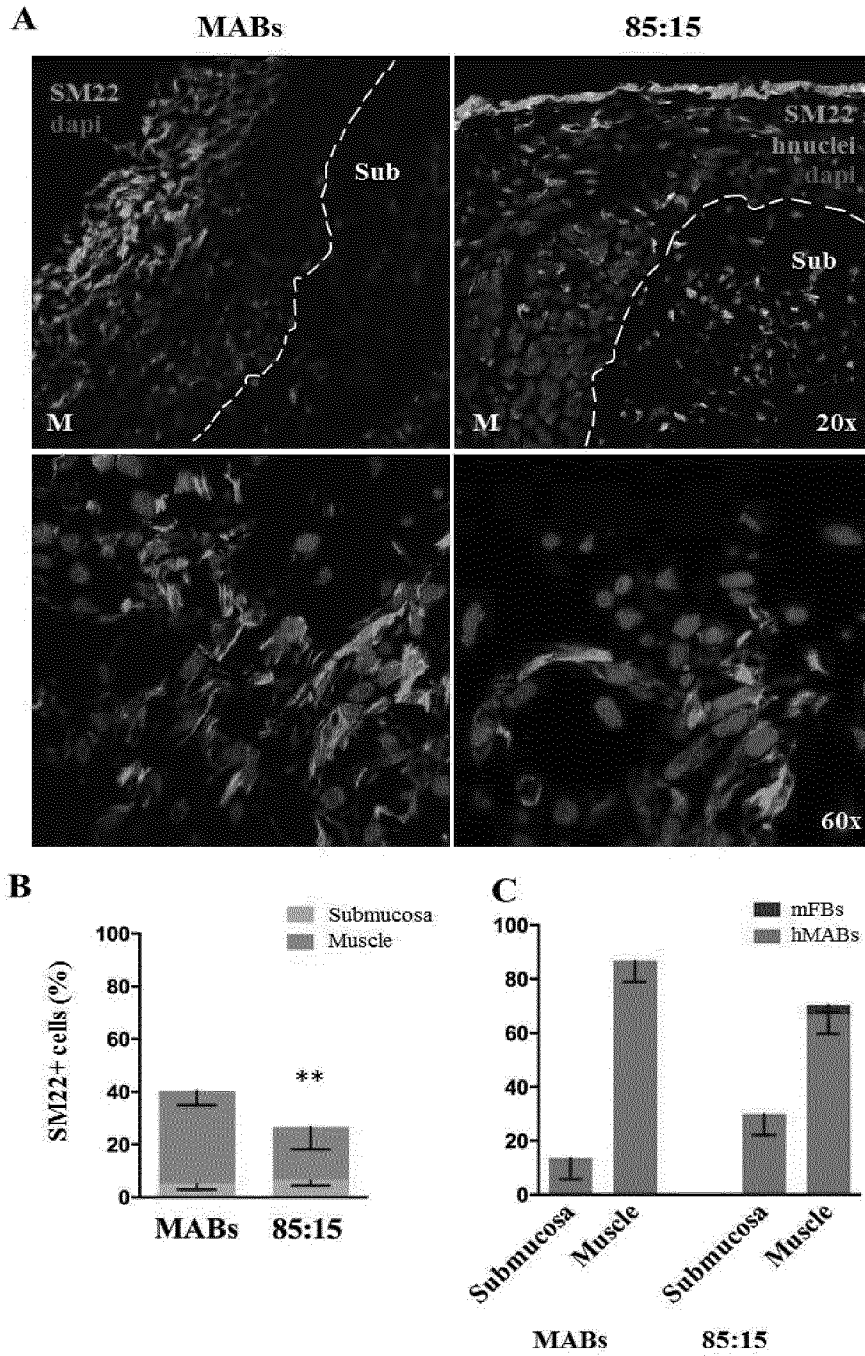 A
MABs
85:15
SM22
dapi
Sub
M
SM22
hnuclei
dapi
Sub
M
20x
60x
B
Submucosa
Muscle
SM22+ cells (%)
100
80
60
40
20
0
**
MABs
85:15
C
mFBs
hMABs
100
80
60
40
20
0
Submucosa
Muscle
Submucosa
Muscle
MABs
85:15